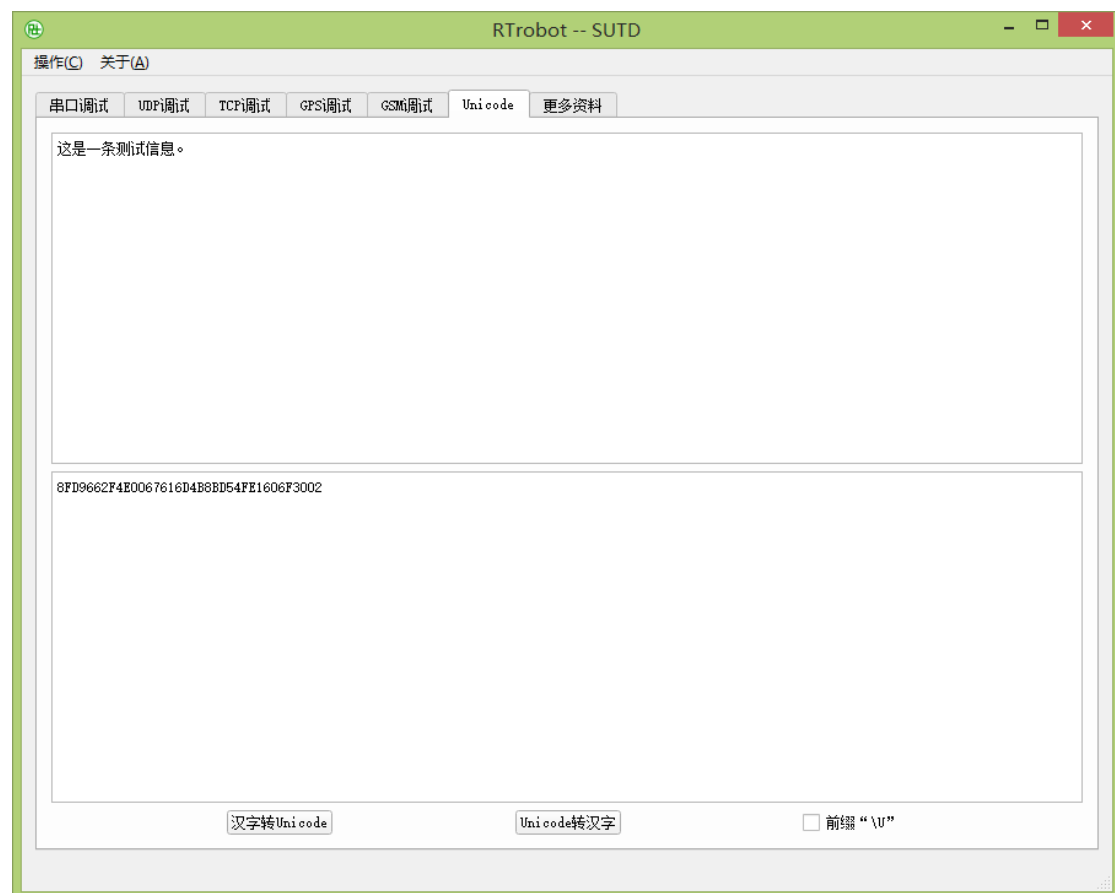 RTrobot -- SUTD
操作(C) 关于(A)
串口调试 UDP调试 TCP调试 GPS调试 GSM调试 Unicode 更多资料
这是一条测试信息。
8FD9662F4E0067616D4B8BD54FE1606F3002
汉字转Unicode Unicode转汉字 前缀“\U”